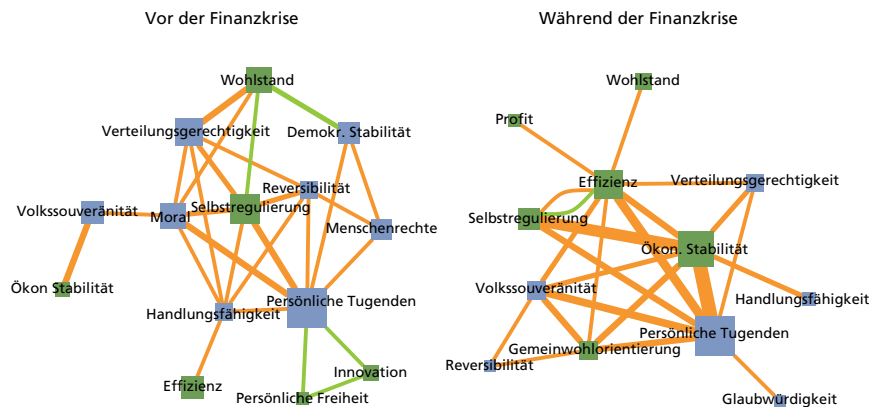 Vor der Finanzkrise
Wohlstand
Verteilungsgerechtigkeit
Demokr. Stabilität
Reversibilität
Selbstregulierung
Volkssouveränität
Moral
Menschenrechte
Ökon Stabilität
Persönliche Tugenden
Handlungsfähigkeit
Innovation
Effizienz
Persönliche Freiheit
Während der Finanzkrise
Wohlstand
Profit
Effizienz
Verteilungsgerechtigkeit
Selbstregulierung
Ökon. Stabilität
Volkssouveränität
Handlungsfähigkeit
Persönliche Tugenden
Gemeinwohlorientierung
Reversibilität
Glaubwürdigkeit